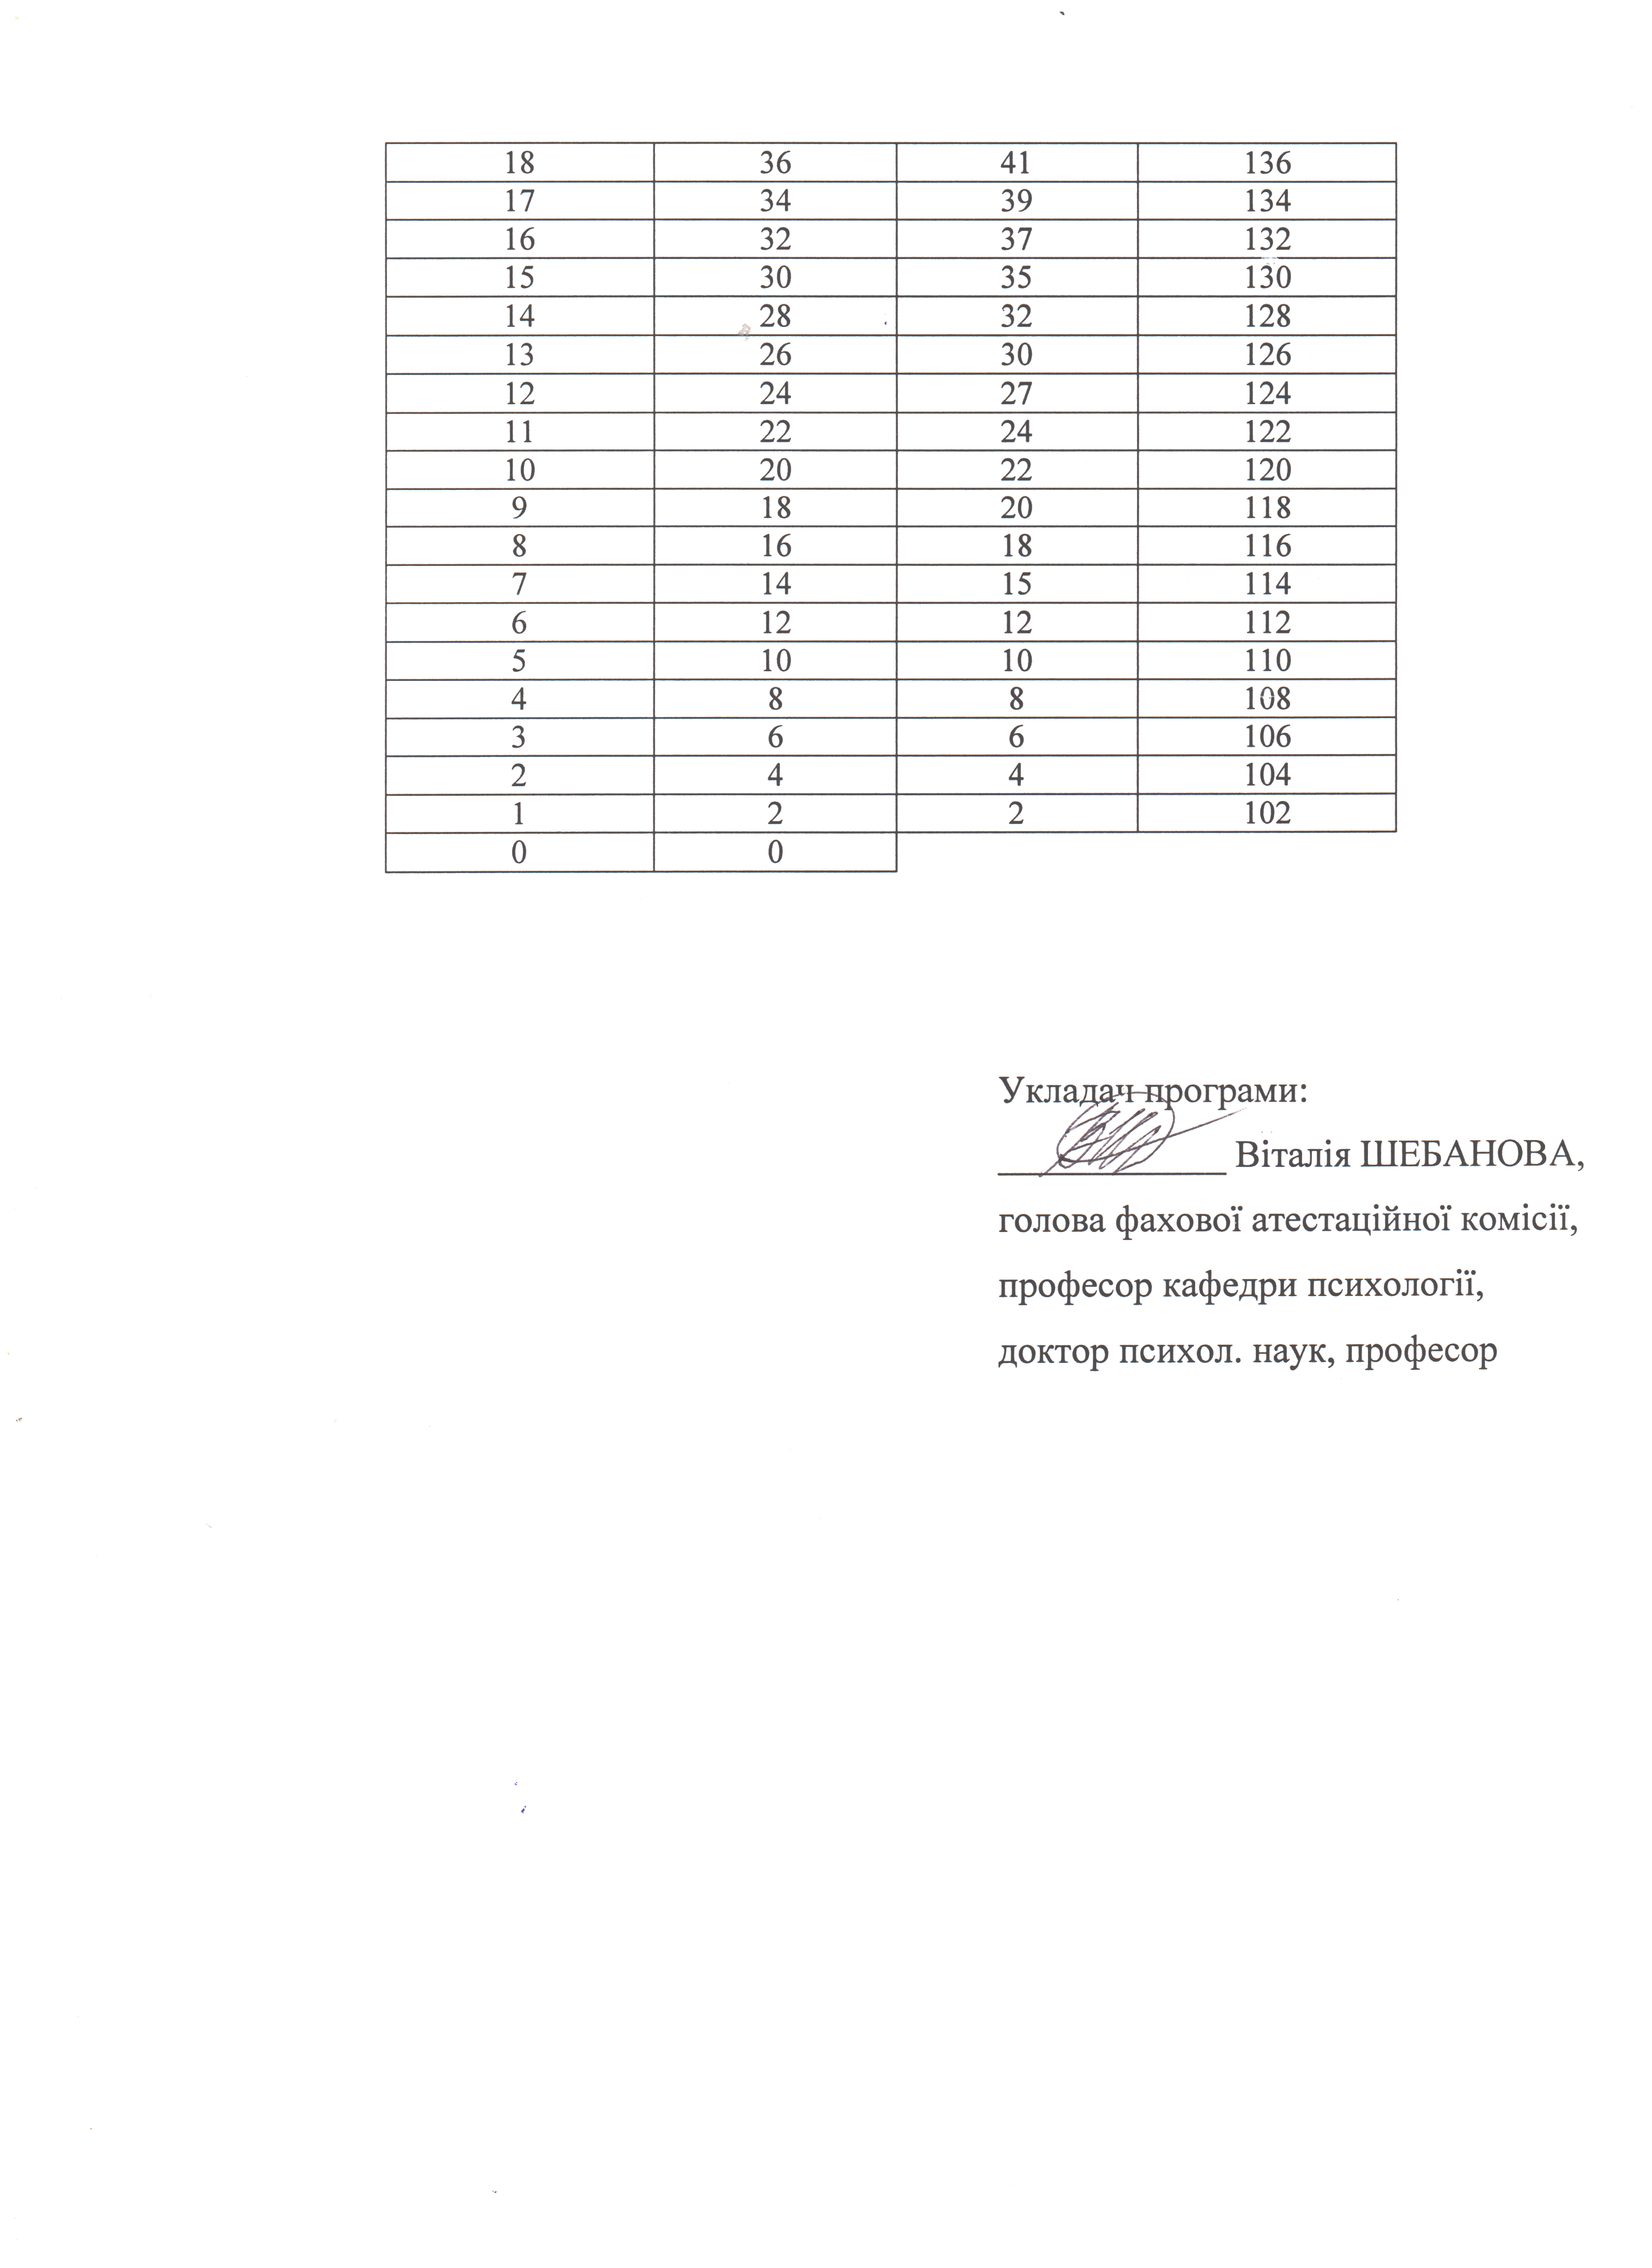 18 36 41 136
17 34 39 134
16 32 37 132
15 30 35 130
14 28 32 128
13 26 30 126
12 24 27 124
11 22 24 122
10 20 22 120
9 18 20 118
8 16 18 116
7 14 15 114
6 12 12 112
5 10 10 110
4 8 8 108
3 6 6 106
2 4 4 104
1 2 2 102
0 0
Укладач програми:
Віталія ШЕБАНОВА,
голова фахової атестаційної комісії,
професор кафедри психології,
доктор психол. наук, професор